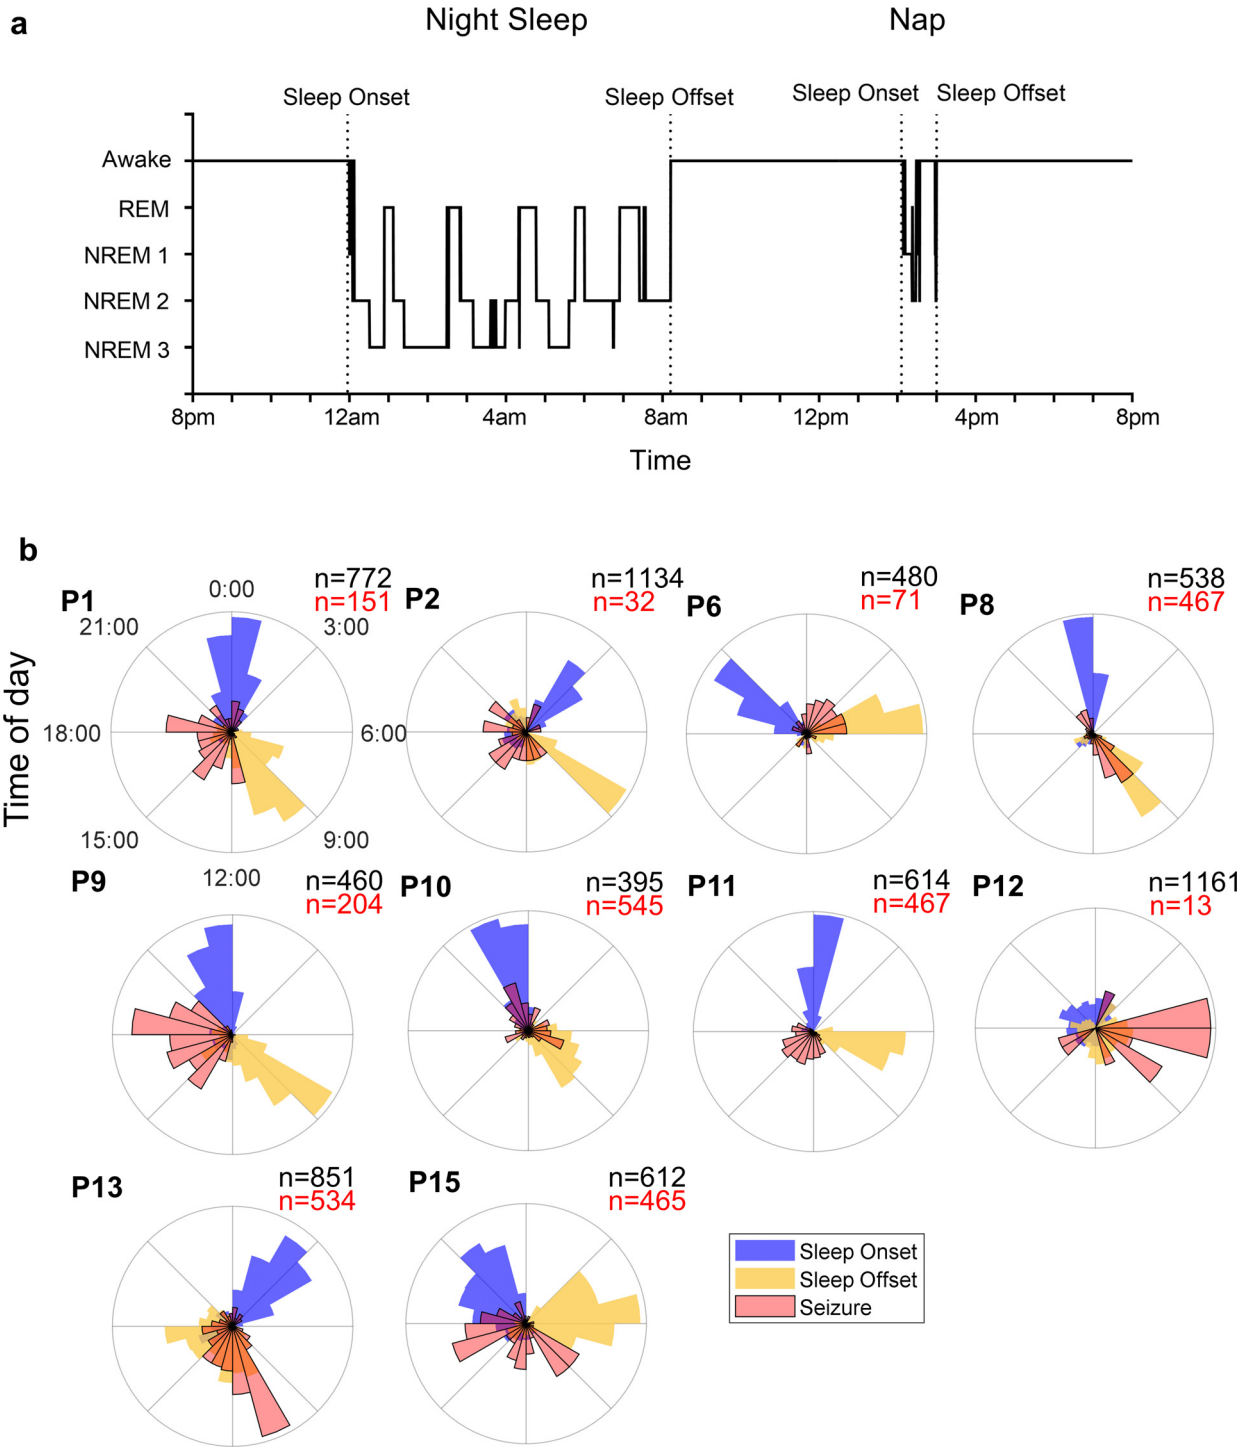 a
Night Sleep
Nap
Sleep Onset
Sleep Offset
Sleep Onset
Sleep Offset
Awake
REM
NREM 1
NREM 2
NREM 3
8pm
12am
4am
8am
12pm
4pm
8pm
Time
b
Time of day
P1
n=772
n=151
0:00
3:00
6:00
9:00
12:00
15:00
18:00
21:00
P2
n=1134
n=32
P6
n=480
n=71
P8
n=538
n=467
P9
n=460
n=204
P10
n=395
n=545
P11
n=614
n=467
P12
n=1161
n=13
P13
n=851
n=534
P15
n=612
n=465
Sleep Onset
Sleep Offset
Seizure